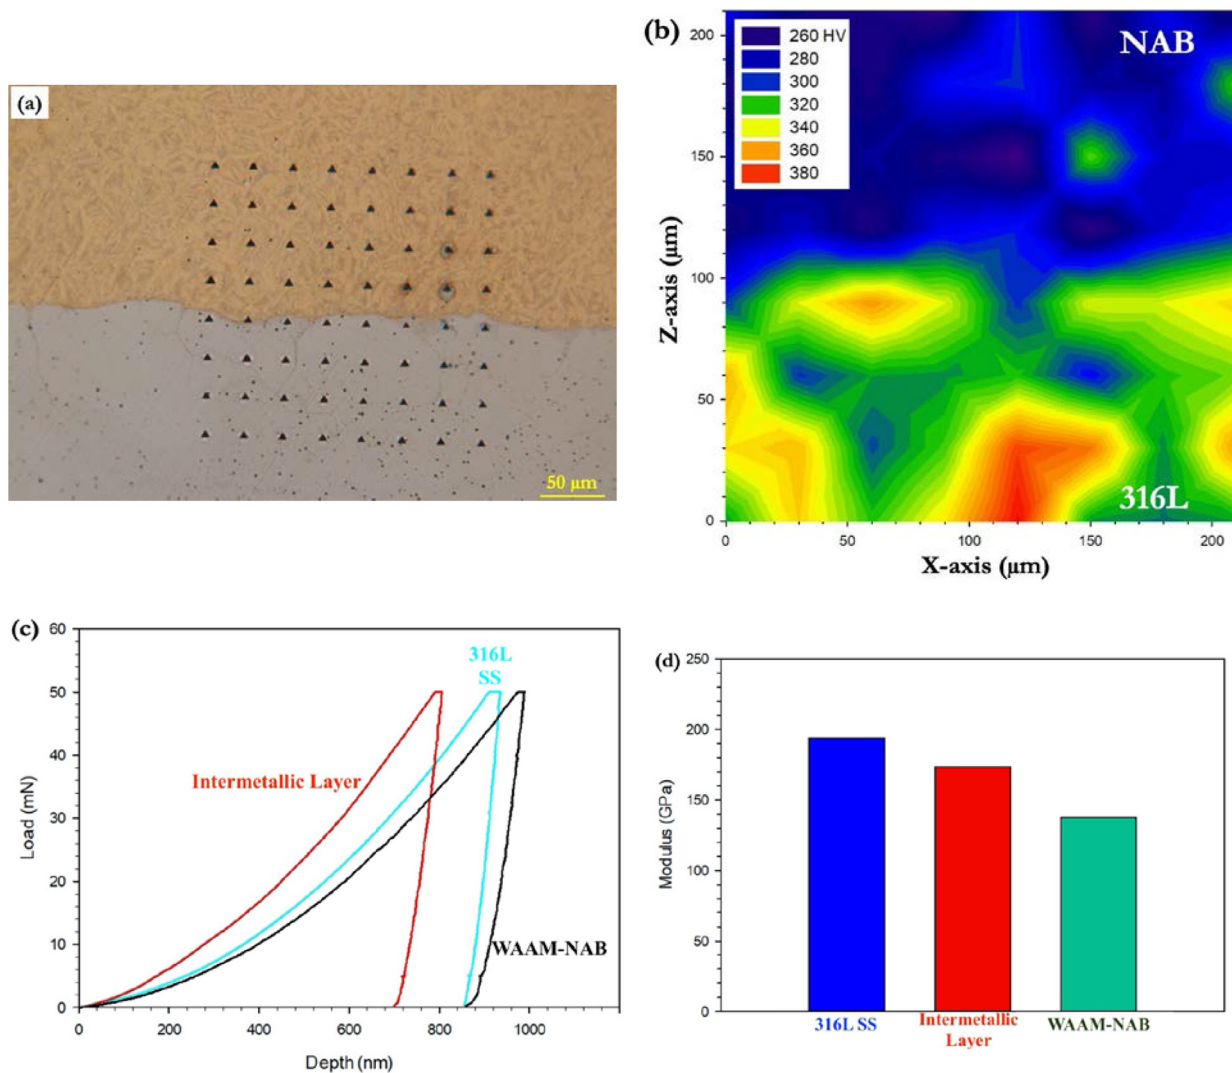 (a)
50 µm
(b)
260 HV
280
300
320
340
360
380
NAB
316L
Z-axis (µm)
200
150
100
50
0
0
50
100
150
200
X-axis (µm)
(c)
60
50
40
30
20
10
0
Load (mN)
316L
SS
Intermetallic Layer
WAAM-NAB
0
200
400
600
800
1000
Depth (nm)
(d)
250
200
150
100
50
0
Modulus (GPa)
316L SS
Intermetallic
Layer
WAAM-NAB